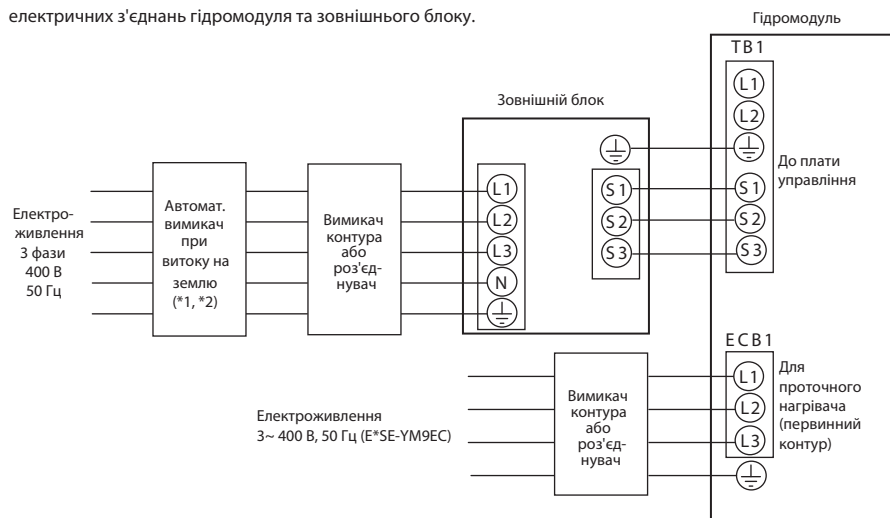 електричних з'єднань гідромодуля та зовнішнього блоку.
Гідромодуль
TB1
L1
L2
Зовнішній блок
До плати
управління
S1
S2
S3
L1
L2
L3
N
S1
S2
S3
Електро-
живлення
3 фази
400 В
50 Гц
Автомат.
вимикач
при
витоку на
землю
(*1, *2)
Вимикач
контура
або
роз'єд-
нувач
ECB1
L1
L2
L3
Для
проточного
нагрівача
(первинний
контур)
Електроживлення
3~ 400 В, 50 Гц (E*SE-YM9EC)
Вимикач
контура
або
роз'єд-
нувач